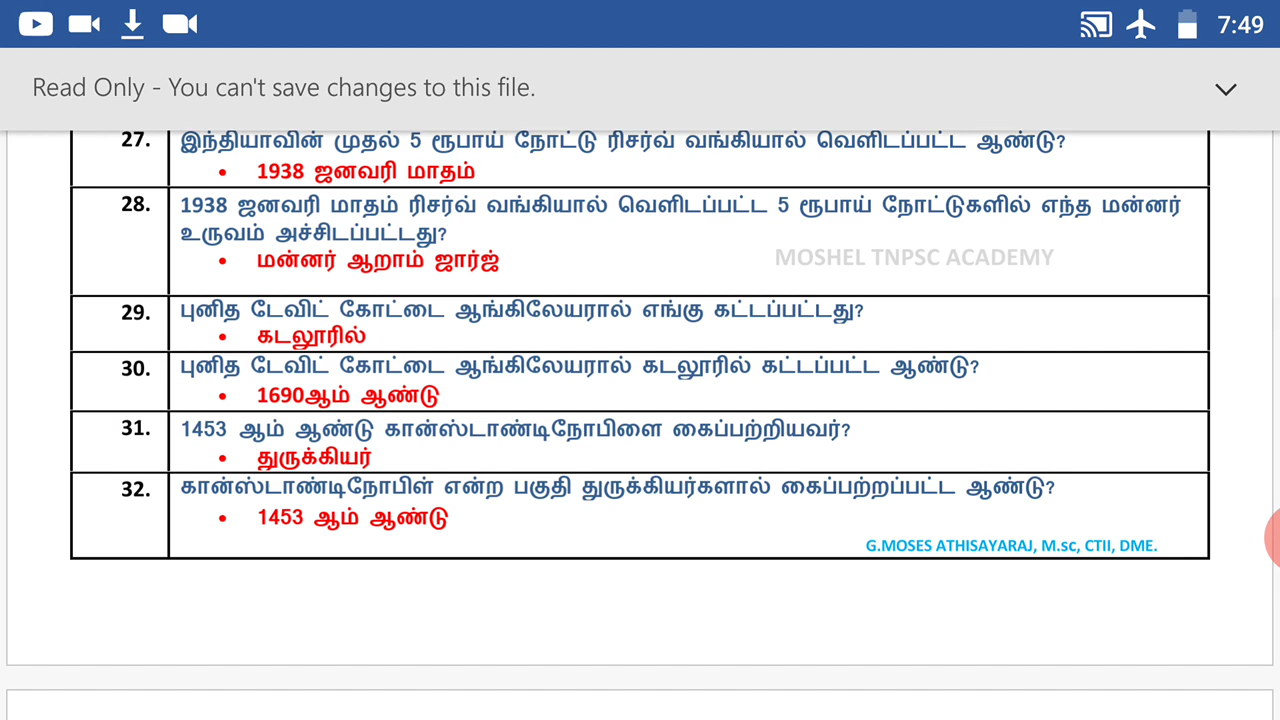 7:49
Read Only - You can't save changes to this file.
27. இந்தியாவின் முதல் 5 ரூபாய் நோட்டு ரிசர்வ் வங்கியால் வெளிடப்பட்ட ஆண்டு?
• 1938 ஜனவரி மாதம்
28. 1938 ஜனவரி மாதம் ரிசர்வ் வங்கியால் வெளிடப்பட்ட 5 ரூபாய் நோட்டுகளில் எந்த மன்னர்
உருவம் அச்சிடப்பட்டது?
• மன்னர் ஆறாம் ஜார்ஜ்
MOSHEL TNPSC ACADEMY
29. புனித டேவிட் கோட்டை ஆங்கிலேயரால் எங்கு கட்டப்பட்டது?
• கடலூரில்
30. புனித டேவிட் கோட்டை ஆங்கிலேயரால் கடலூரில் கட்டப்பட்ட ஆண்டு?
• 1690ஆம் ஆண்டு
31. 1453 ஆம் ஆண்டு கான்ஸ்டாண்டிநோபிளை கைப்பற்றியவர்?
• துருக்கியர்
32. கான்ஸ்டாண்டிநோபிள் என்ற பகுதி துருக்கியர்களால் கைப்பற்றப்பட்ட ஆண்டு?
• 1453 ஆம் ஆண்டு
G.MOSES ATHISAYARAJ, M.sc, CTII, DME.